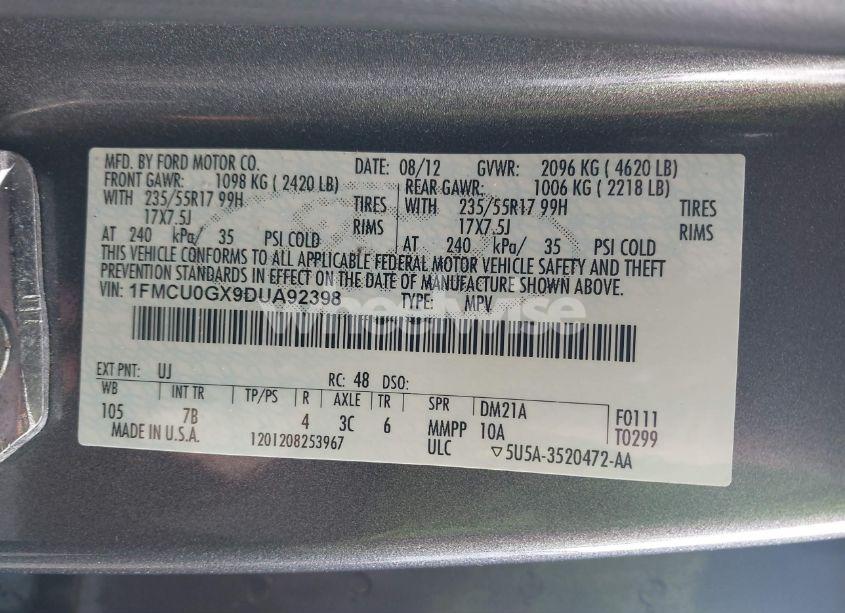 MFD. BY FORD MOTOR CO. DATE: 08/12 GVWR: 2096 KG ( 4620 LB)
FRONT GAWR: 1098 KG ( 2420 LB) REAR GAWR: 1006 KG ( 2218 LB)
WITH 235/55R17 99H TIRES WITH 235/55R17 99H TIRES
17X7.5J RIMS 17X7.5J RIMS
AT 240 kPa/ 35 PSI COLD AT 240 kPa/ 35 PSI COLD
THIS VEHICLE CONFORMS TO ALL APPLICABLE FEDERAL MOTOR VEHICLE SAFETY AND THEFT
PREVENTION STANDARDS IN EFFECT ON THE DATE OF MANUFACTURE SHOWN ABOVE.
VIN: 1FMCU0GX9DUA92398 TYPE: MPV
wheelwise
EXT PNT: UJ RC: 48 DSO:
WB INT TR TP/PS R AXLE TR SPR DM21A F0111
105 7B 4 3C 6 MMPP 10A T0299
MADE IN U.S.A. 1201208253967 ULC ▽5U5A-3520472-AA